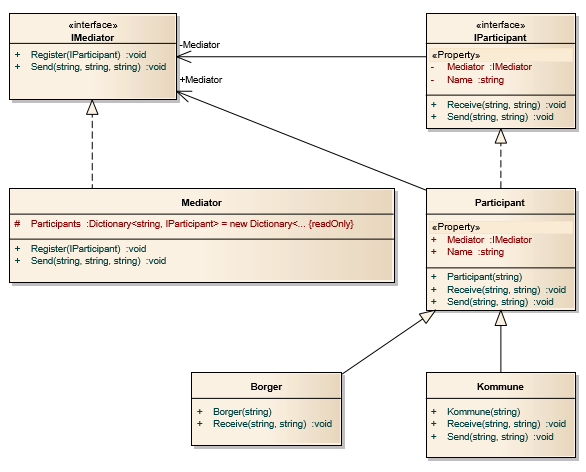 «interface»
IMediator
+ Register(IParticipant) :void
+ Send(string, string, string) :void
-Mediator
+Mediator
«interface»
IParticipant
«Property»
- Mediator :IMediator
- Name :string
+ Receive(string, string) :void
+ Send(string, string) :void
Mediator
# Participants :Dictionary<string, IParticipant> = new Dictionary<... {readOnly}
+ Register(IParticipant) :void
+ Send(string, string, string) :void
Participant
«Property»
+ Mediator :IMediator
+ Name :string
+ Participant(string)
+ Receive(string, string) :void
+ Send(string, string) :void
Borger
+ Borger(string)
+ Receive(string, string) :void
Kommune
+ Kommune(string)
+ Receive(string, string) :void
+ Send(string, string) :void